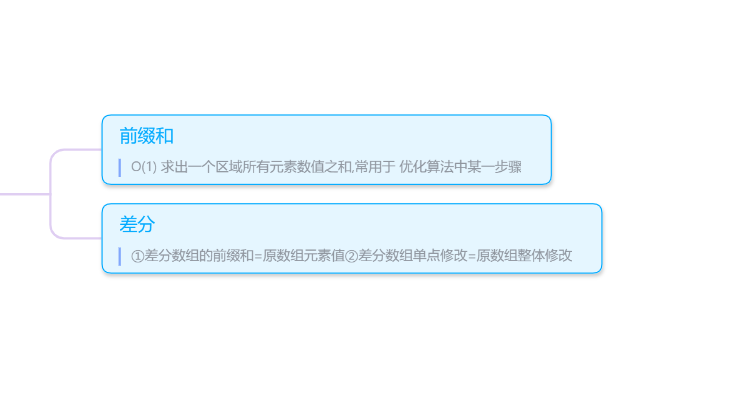 前缀和
O(1) 求出一个区域所有元素数值之和,常用于 优化算法中某一步骤
差分
①差分数组的前缀和=原数组元素值②差分数组单点修改=原数组整体修改